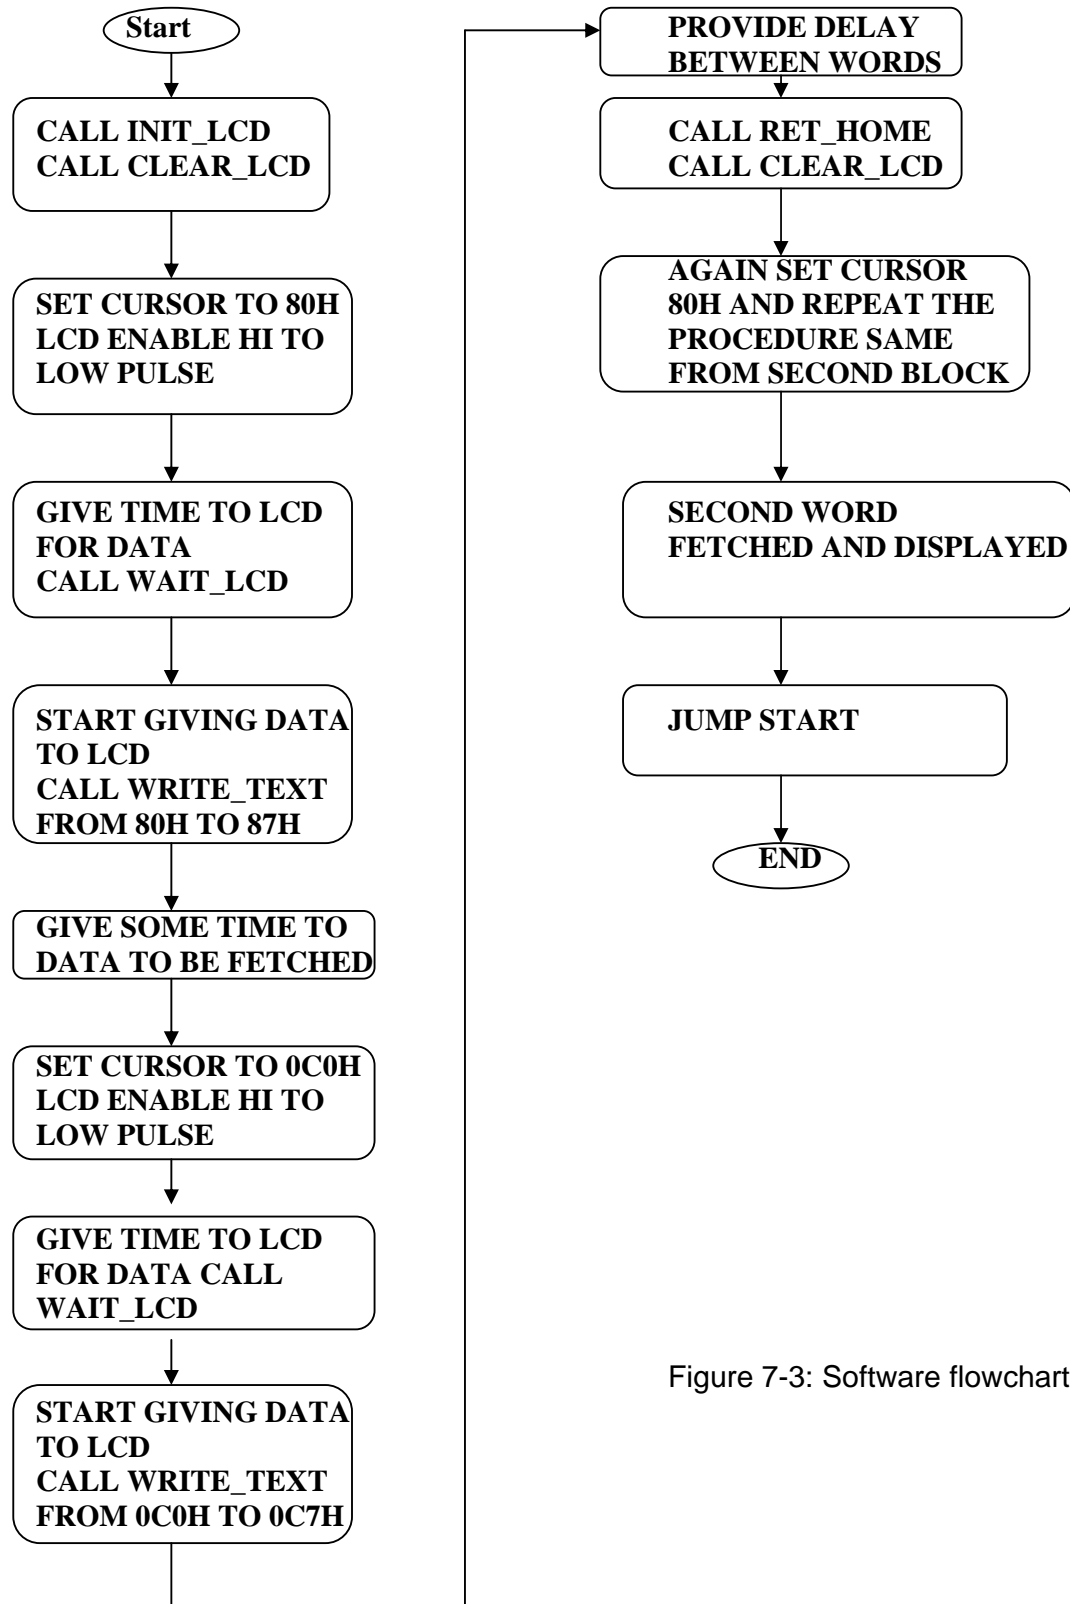 Start
CALL INIT_LCD
CALL CLEAR_LCD
SET CURSOR TO 80H
LCD ENABLE HI TO
LOW PULSE
GIVE TIME TO LCD
FOR DATA
CALL WAIT_LCD
START GIVING DATA
TO LCD
CALL WRITE_TEXT
FROM 80H TO 87H
GIVE SOME TIME TO
DATA TO BE FETCHED
SET CURSOR TO 0C0H
LCD ENABLE HI TO
LOW PULSE
GIVE TIME TO LCD
FOR DATA CALL
WAIT_LCD
START GIVING DATA
TO LCD
CALL WRITE_TEXT
FROM 0C0H TO 0C7H
PROVIDE DELAY
BETWEEN WORDS
CALL RET_HOME
CALL CLEAR_LCD
AGAIN SET CURSOR
80H AND REPEAT THE
PROCEDURE SAME
FROM SECOND BLOCK
SECOND WORD
FETCHED AND DISPLAYED
JUMP START
END
Figure 7-3: Software flowchart